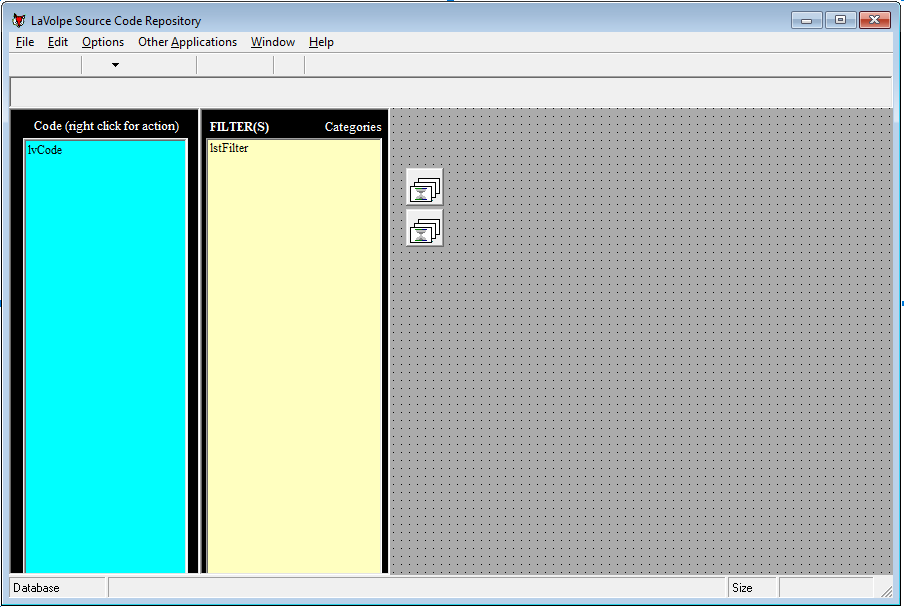 LaVolpe Source Code Repository
File Edit Options Other Applications Window Help
Code (right click for action)
FILTER(S) Categories
lvCode
lstFilter
Database
Size